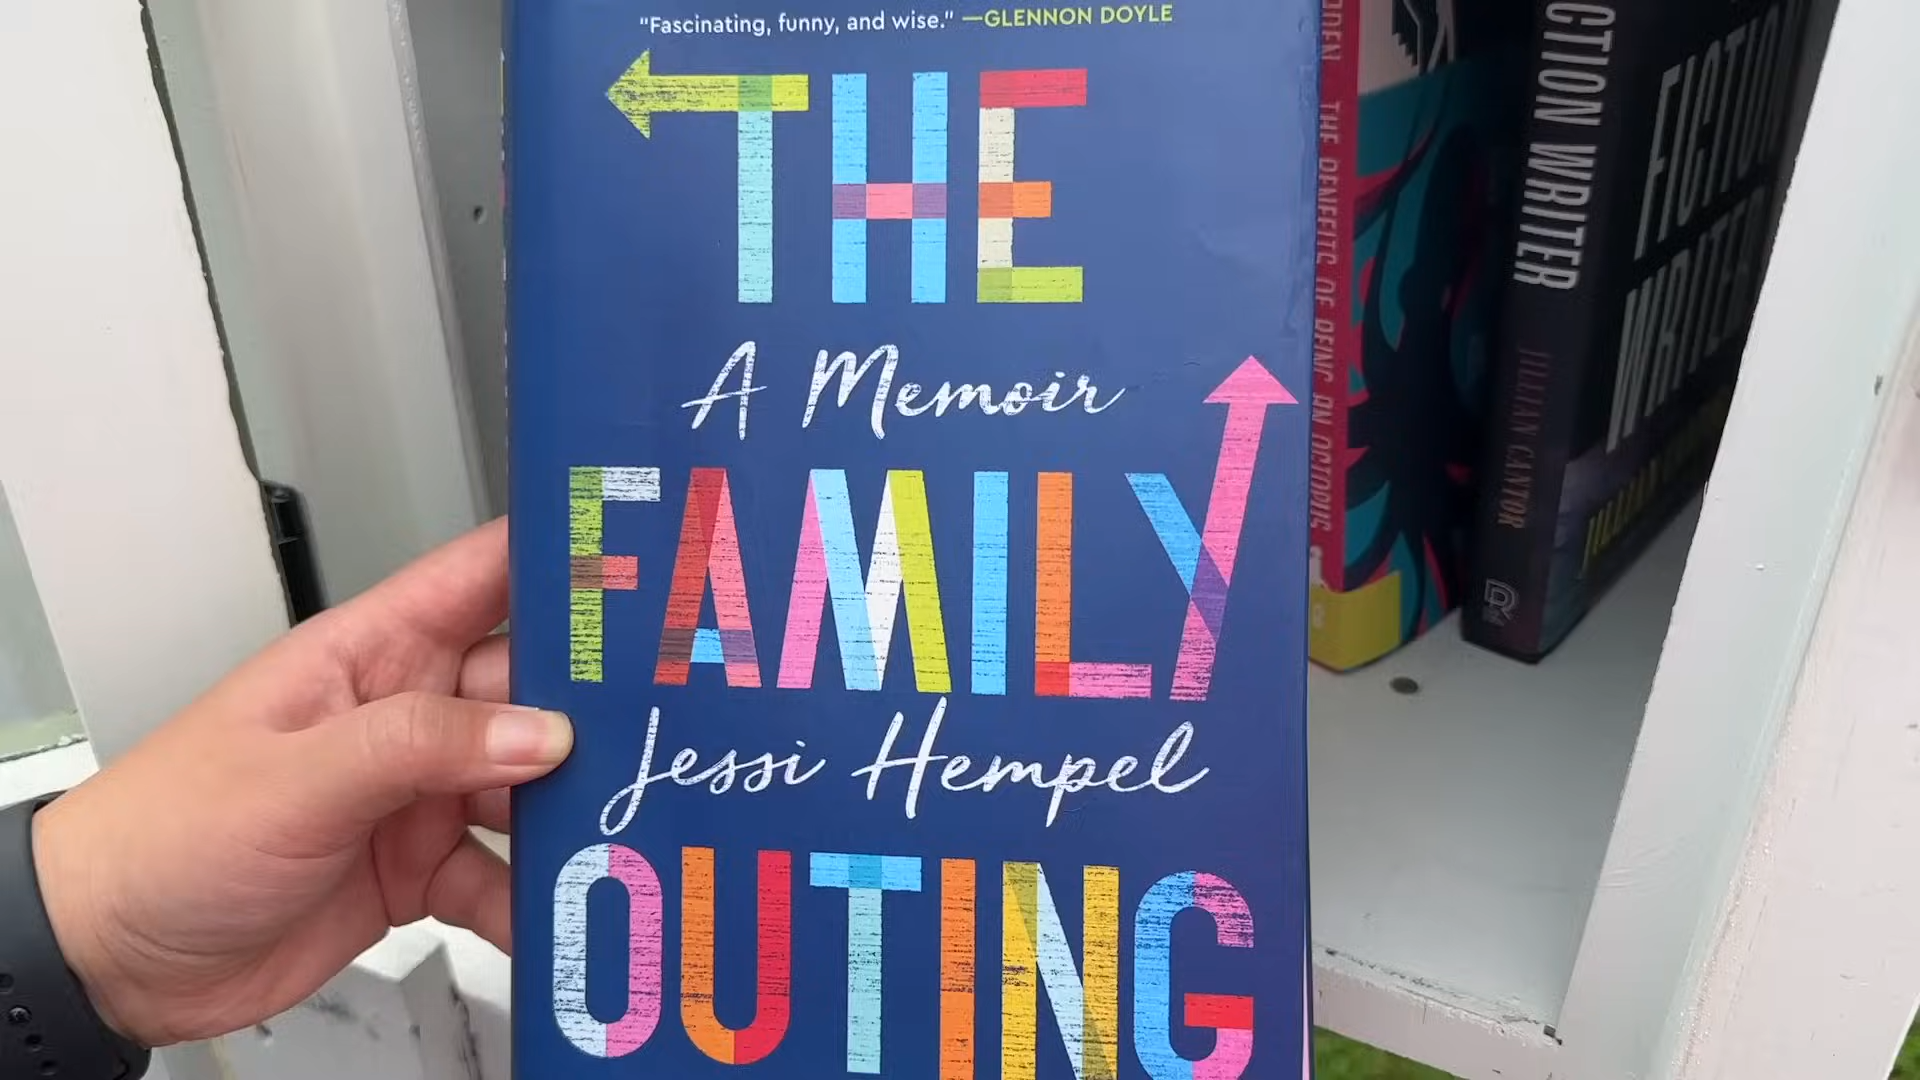 "Fascinating, funny, and wise." —GLENNON DOYLE
THE
A Memoir
FAMILY
Jessi Hempel
OUTING
THE BENEFITS OF BEING AN OCTOPUS
CTION WRITER
JILLIAN CANTOR
FICTION
WRITER